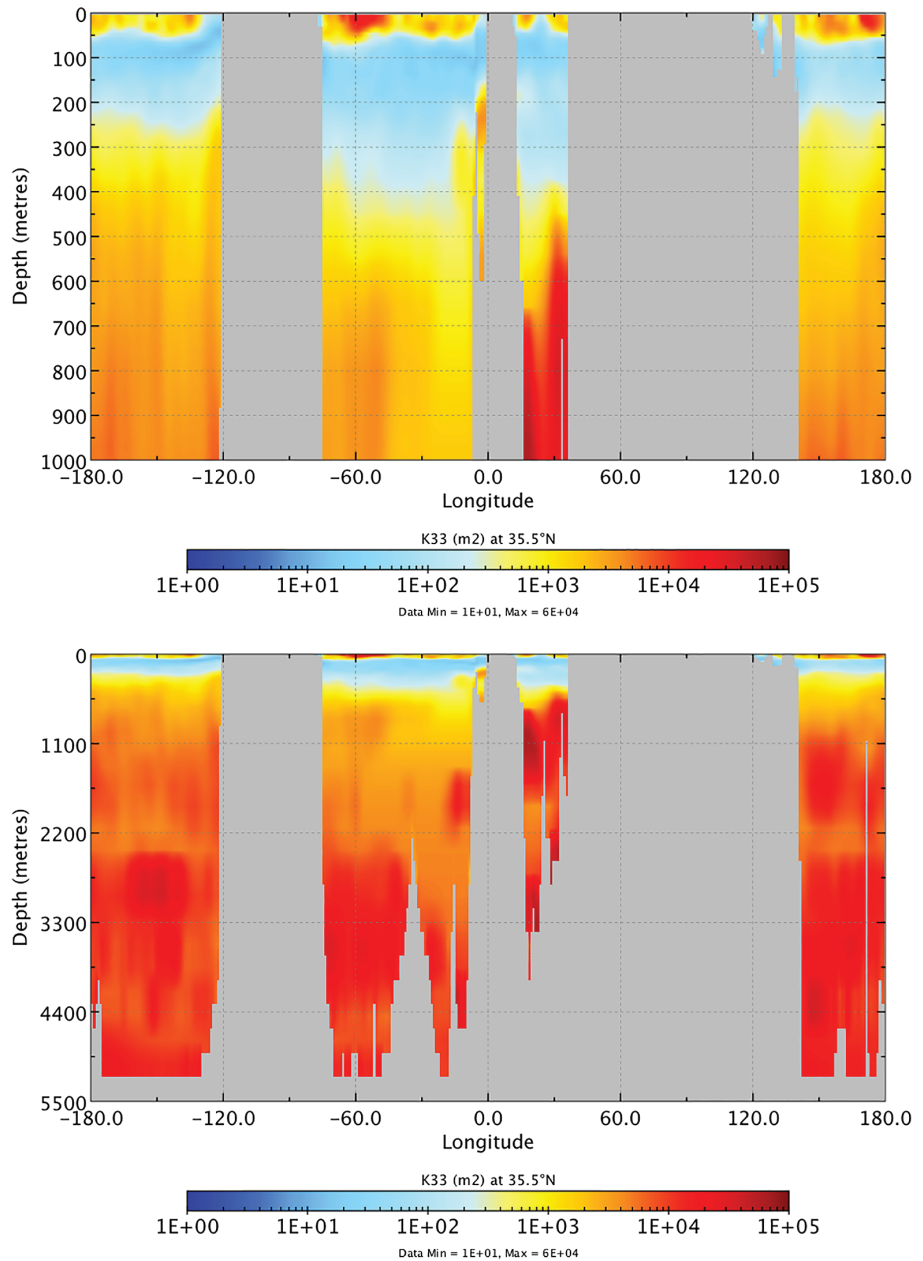 0
100
200
300
400
500
600
700
800
900
1000
Depth (metres)
−180.0 −120.0 −60.0 0.0 60.0 120.0 180.0
Longitude
K33 (m2) at 35.5°N
1E+00 1E+01 1E+02 1E+03 1E+04 1E+05
Data Min = 1E+01, Max = 6E+04
0
1100
2200
3300
4400
5500
Depth (metres)
−180.0 −120.0 −60.0 0.0 60.0 120.0 180.0
Longitude
K33 (m2) at 35.5°N
1E+00 1E+01 1E+02 1E+03 1E+04 1E+05
Data Min = 1E+01, Max = 6E+04